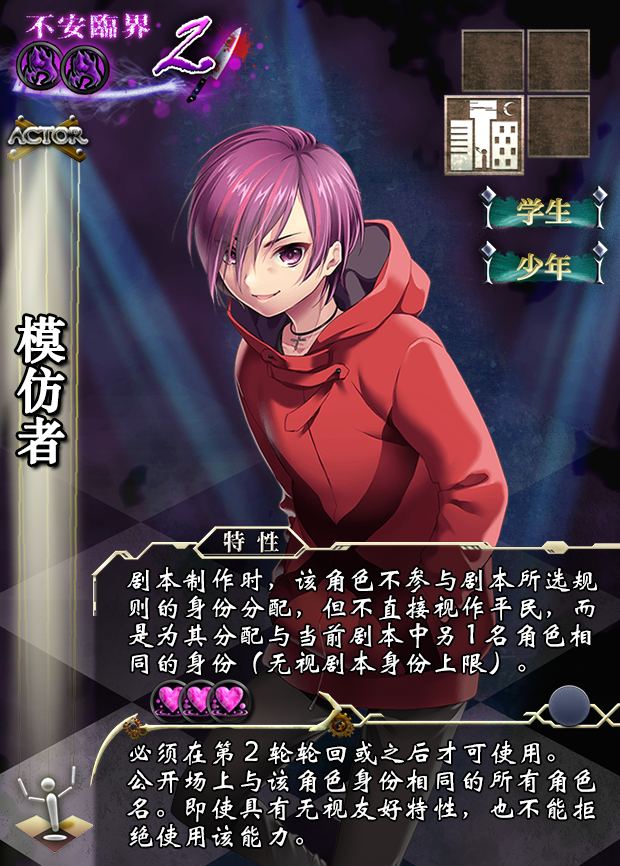 不安臨界
2
ACTOR
学生
少年
模仿者
特性
剧本制作时，该角色不参与剧本所选规
则的身份分配，但不直接视作平民，而
是为其分配与当前剧本中另1名角色相
同的身份（无视剧本身份上限）。
必须在第2轮轮回或之后才可使用。
公开场上与该角色身份相同的所有角色
名。即使具有无视友好特性，也不能拒
绝使用该能力。